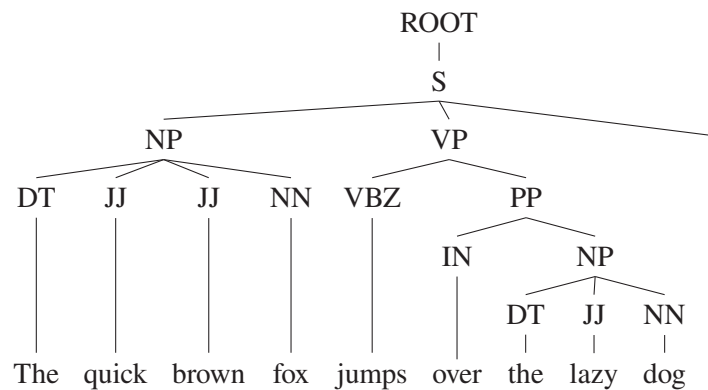 ROOT
S
NP VP
DT JJ JJ NN VBZ PP
IN NP
DT JJ NN
The quick brown fox jumps over the lazy dog